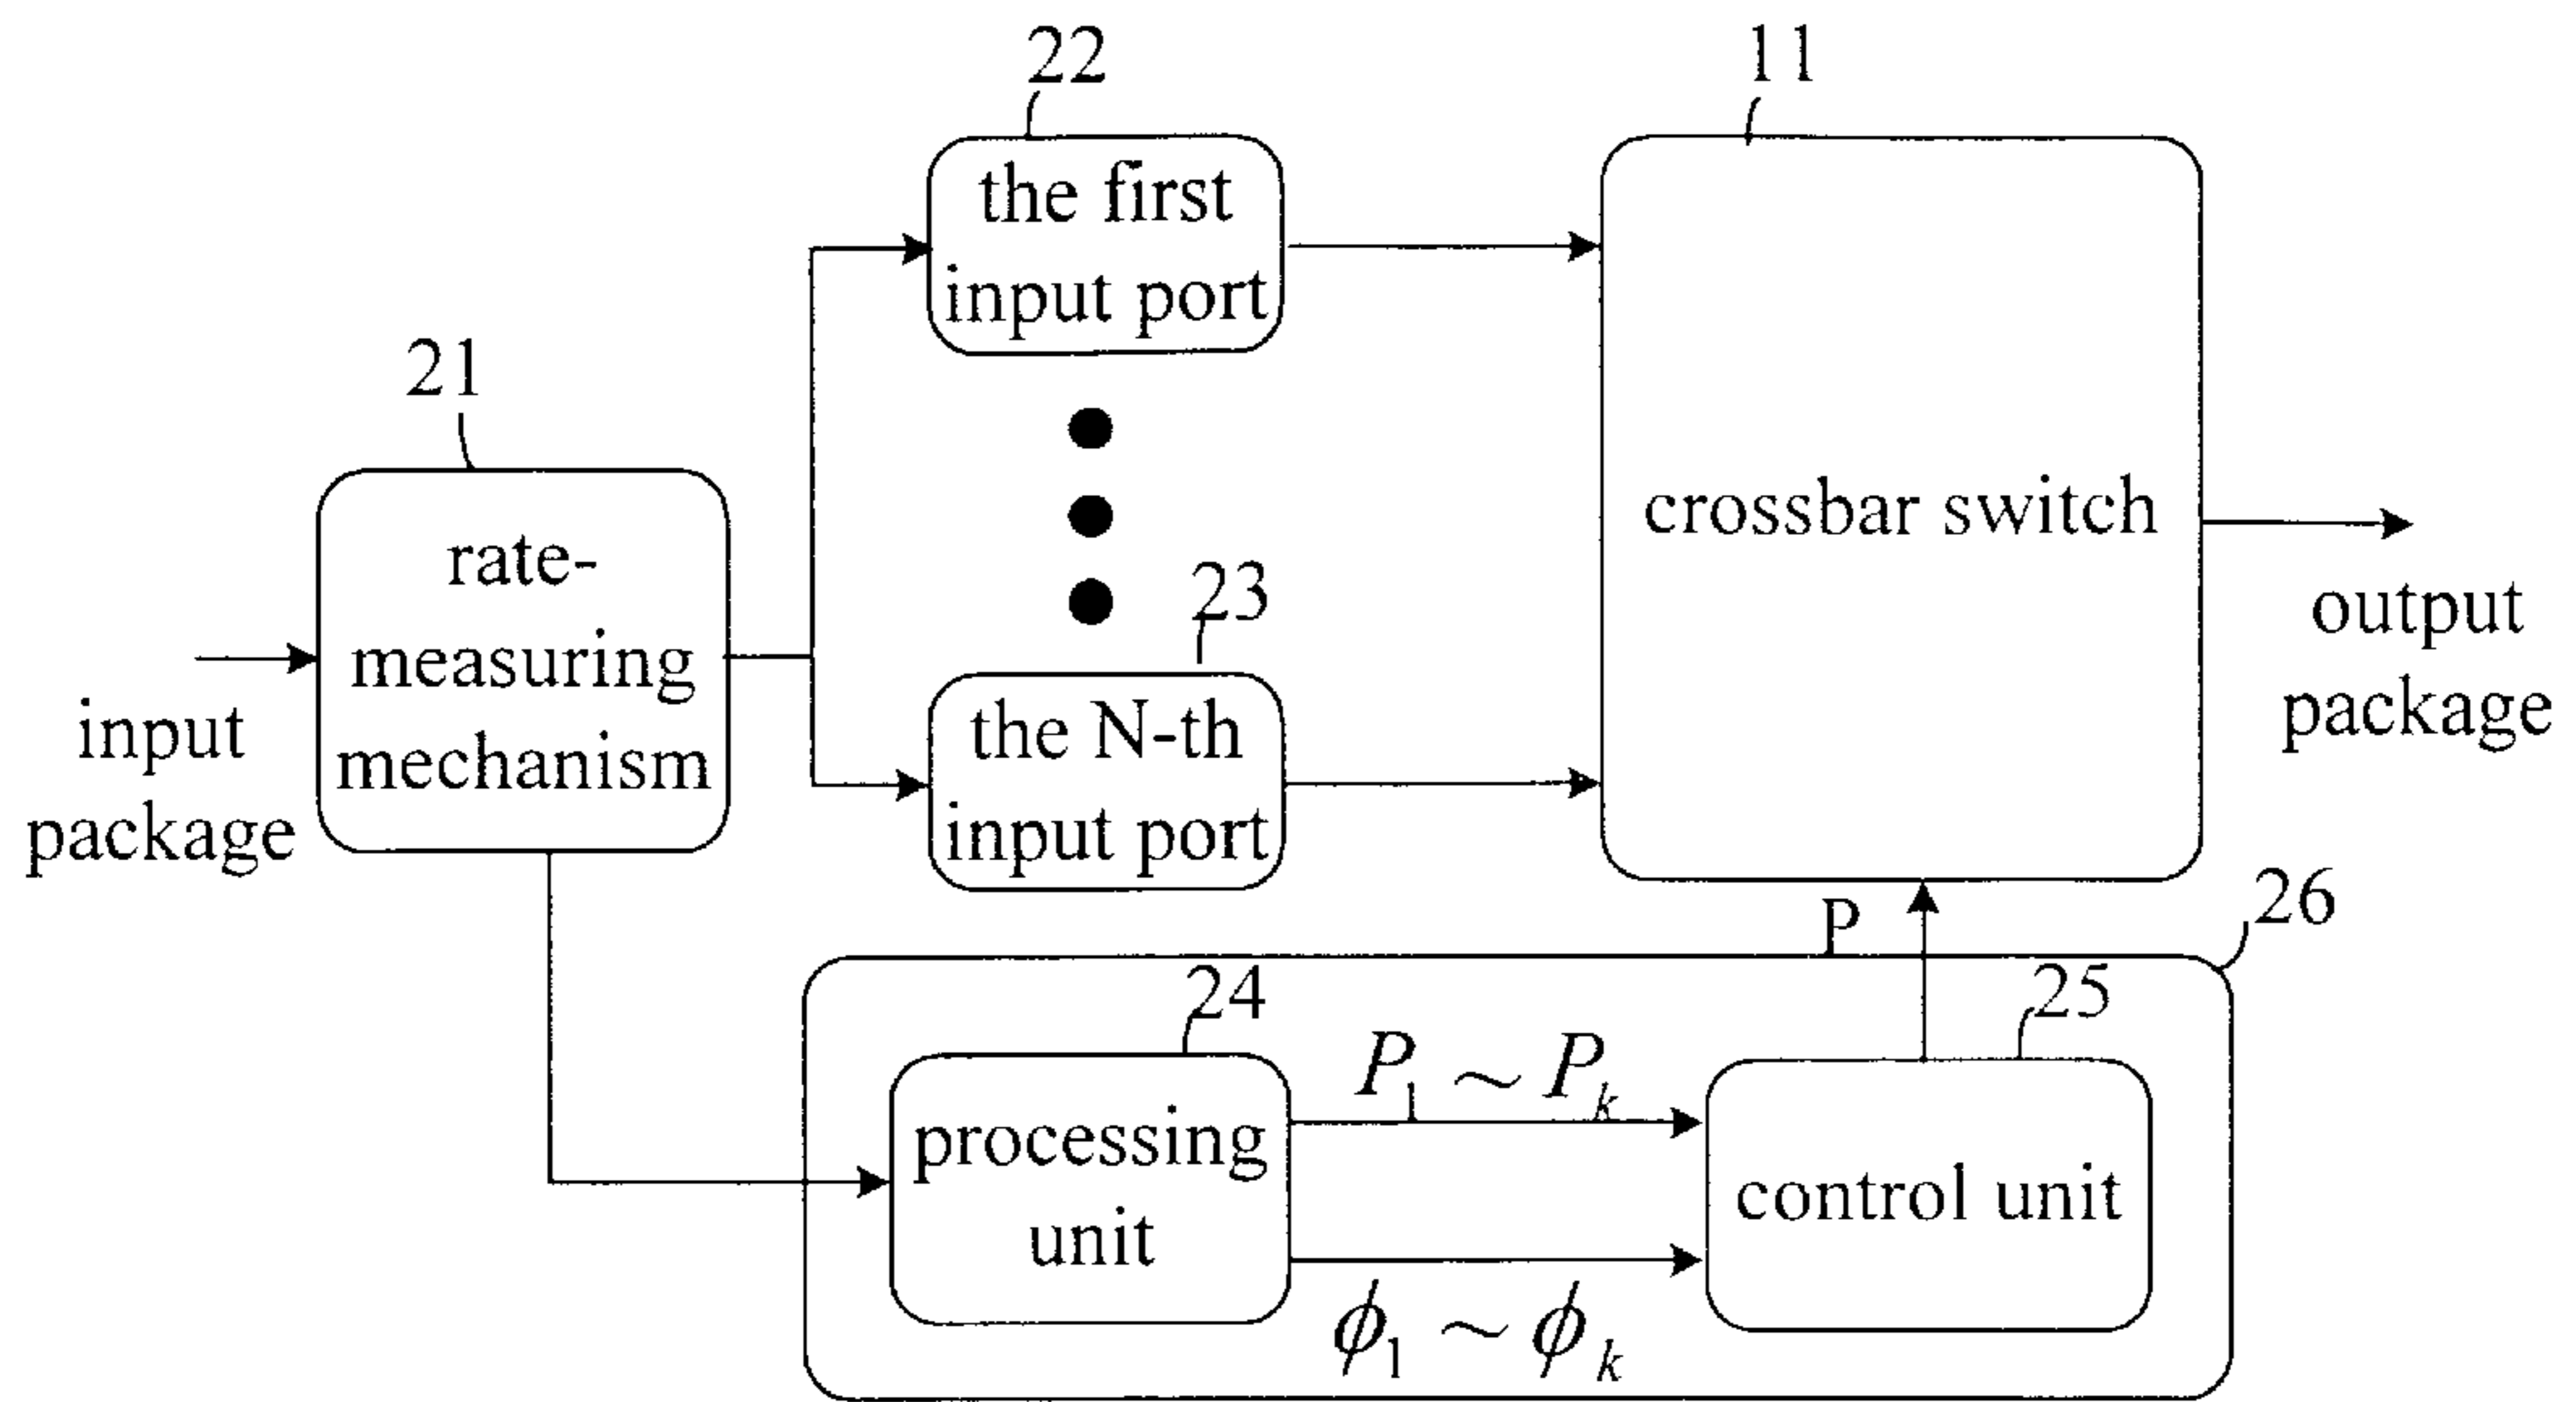 22
11
the first
input port
21
rate-
measuring
mechanism
input
package
23
the N-th
input port
crossbar switch
output
package
P
26
24
25
processing
unit
P₁ ~ Pₖ
ϕ₁ ~ ϕₖ
control unit